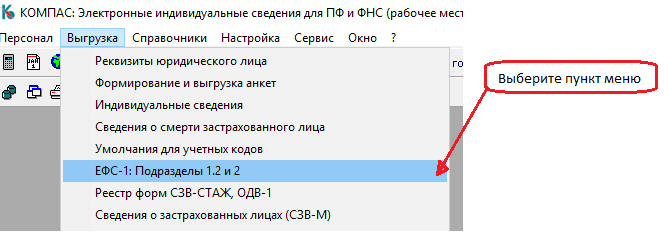 КОМПАС: Электронные индивидуальные сведения для ПФ и ФНС (рабочее мест
Персонал Выгрузка Справочники Настройка Сервис Окно ?
Реквизиты юридического лица
го
Формирование и выгрузка анкет
Выберите пункт меню
Индивидуальные сведения
Сведения о смерти застрахованного лица
Умолчания для учетных кодов
ЕФС-1: Подразделы 1.2 и 2
Реестр форм СЗВ-СТАЖ, ОДВ-1
Сведения о застрахованных лицах (СЗВ-М)